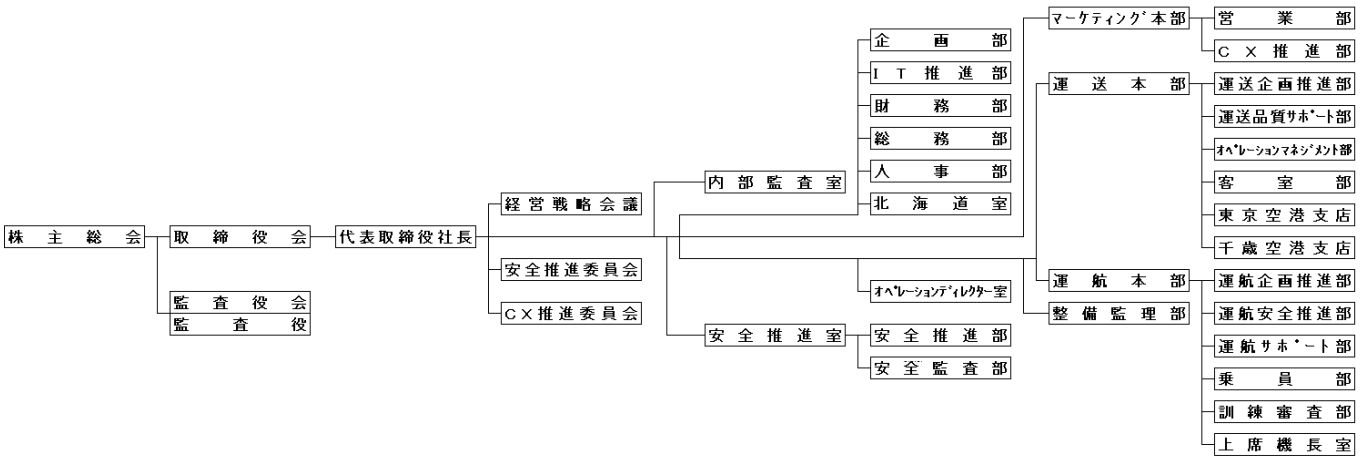 株主総会
取締役会
監査役会
監査役
代表取締役社長
経営戦略会議
安全推進委員会
CX推進委員会
内部監査室
安全推進室
企画部
IT推進部
財務部
総務部
人事部
北海道室
オペレーションディレクター室
安全推進部
安全監査部
マーケティング本部
運送本部
運航本部
整備監理部
営業部
CX推進部
運送企画推進部
運送品質サポート部
オペレーションマネジメント部
客室部
東京空港支店
千歳空港支店
運航企画推進部
運航安全推進部
運航サポート部
乗員部
訓練審査部
上席機長室